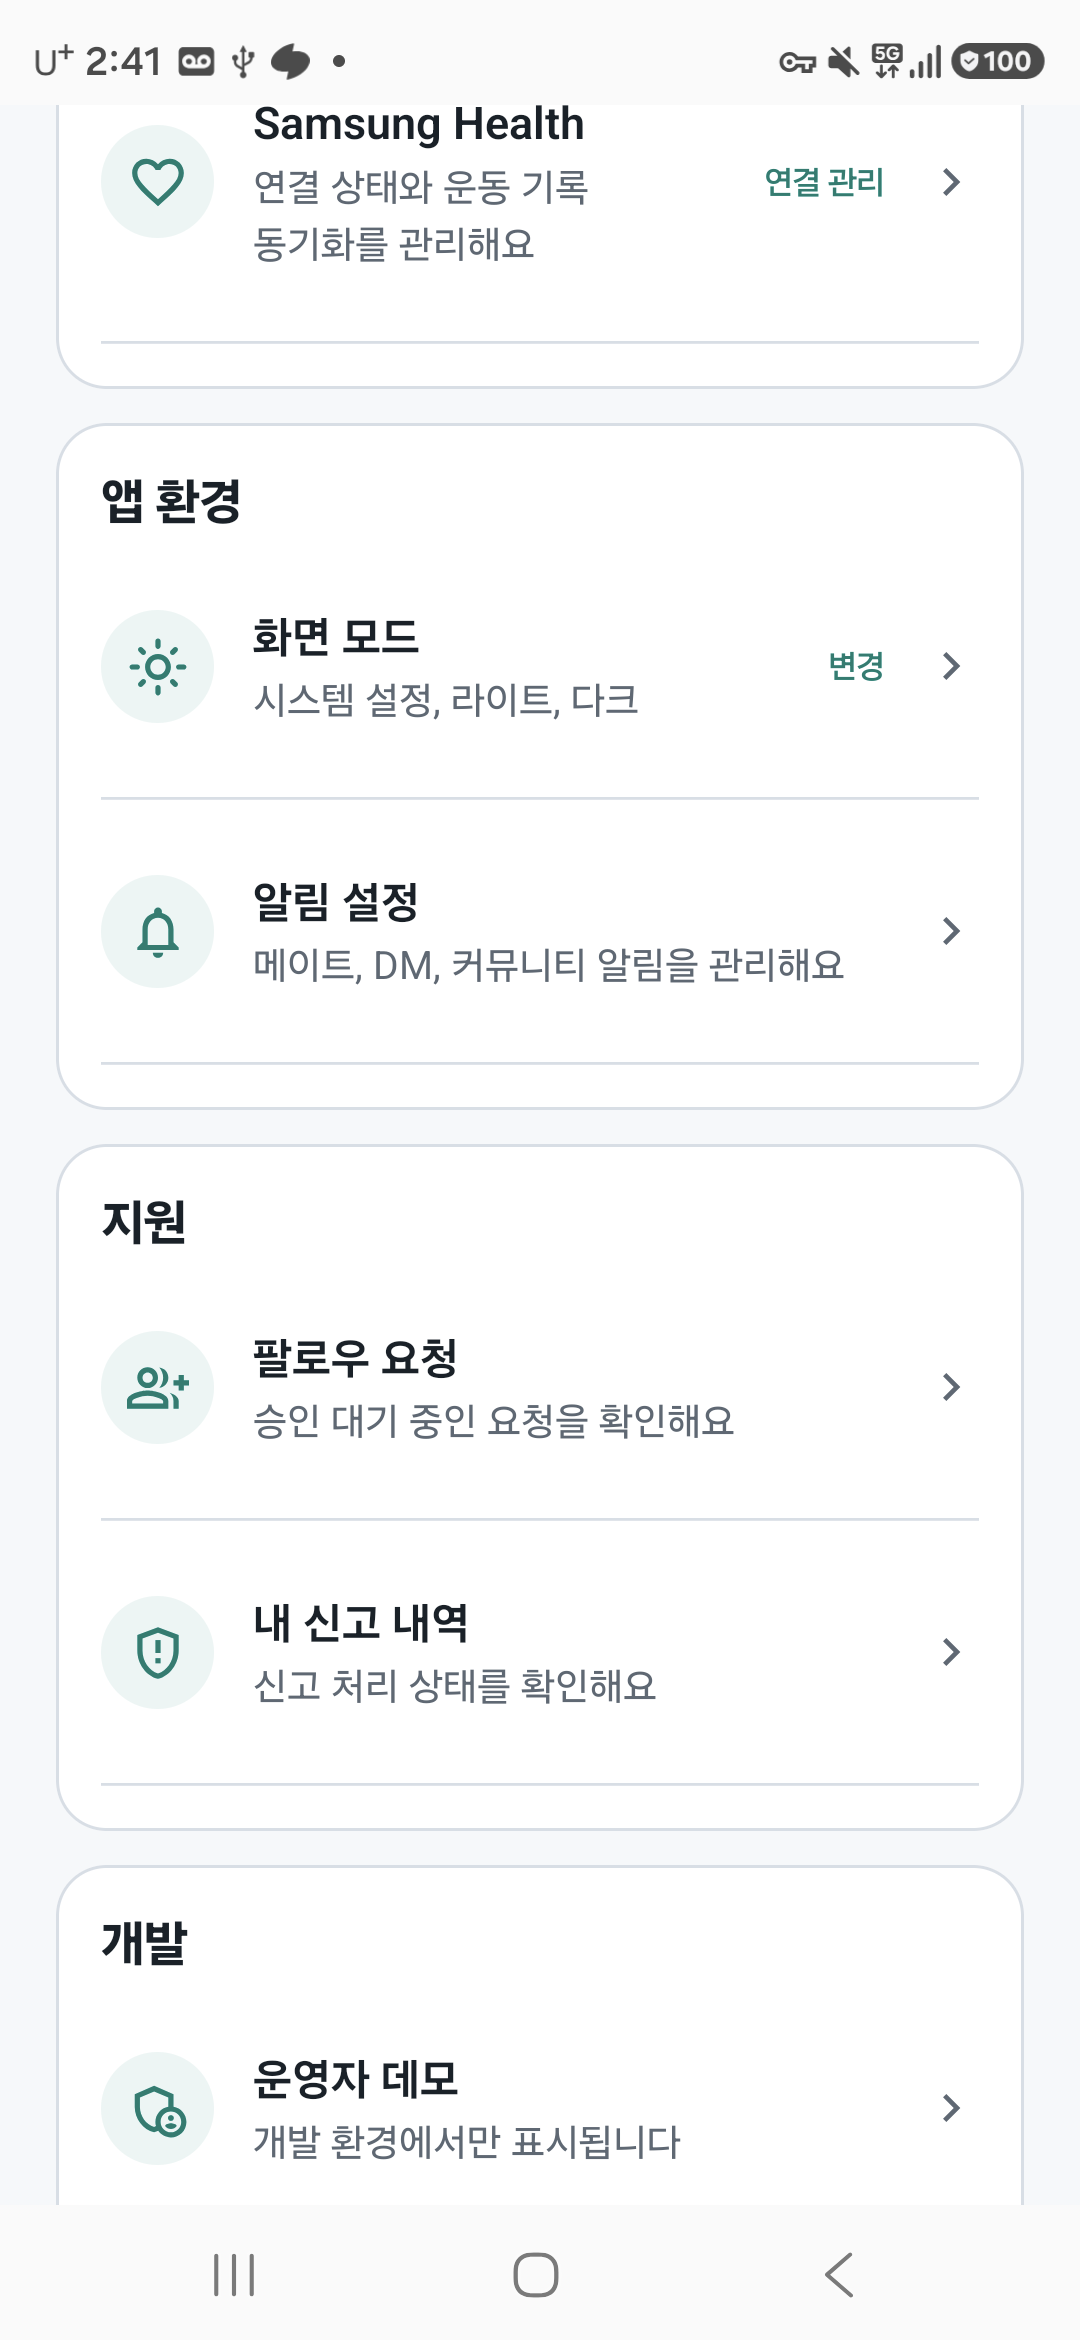 U+ 2:41 5G 100
Samsung Health
연결 상태와 운동 기록
동기화를 관리해요
연결 관리
앱 환경
화면 모드
시스템 설정, 라이트, 다크
변경
알림 설정
메이트, DM, 커뮤니티 알림을 관리해요
지원
팔로우 요청
승인 대기 중인 요청을 확인해요
내 신고 내역
신고 처리 상태를 확인해요
개발
운영자 데모
개발 환경에서만 표시됩니다